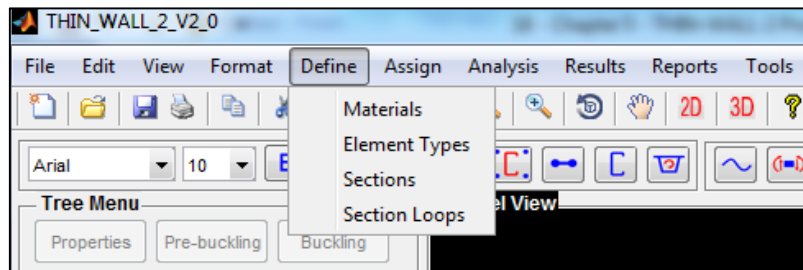 THIN_WALL_2_V2_0
File Edit View Format Define Assign Analysis Results Reports Tools
Materials
2D 3D ?
Element Types
Arial 10
Sections
Tree Menu
Section Loops
View
Properties Pre-buckling Buckling